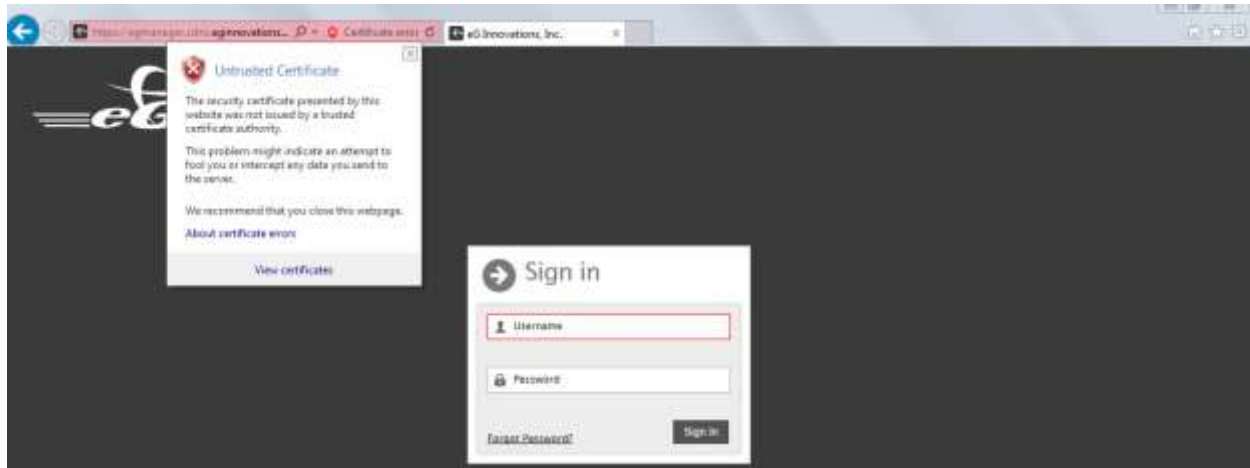 eginnovations...
Certificate error
eG Innovations, Inc.
Untrusted Certificate
The security certificate presented by this
website was not issued by a trusted
certificate authority.
This problem might indicate an attempt to
fool you or intercept any data you send to
the server.
We recommend that you close this webpage.
About certificate errors
View certificates
eG
Sign in
Username
Password
Forgot Password?
Sign In